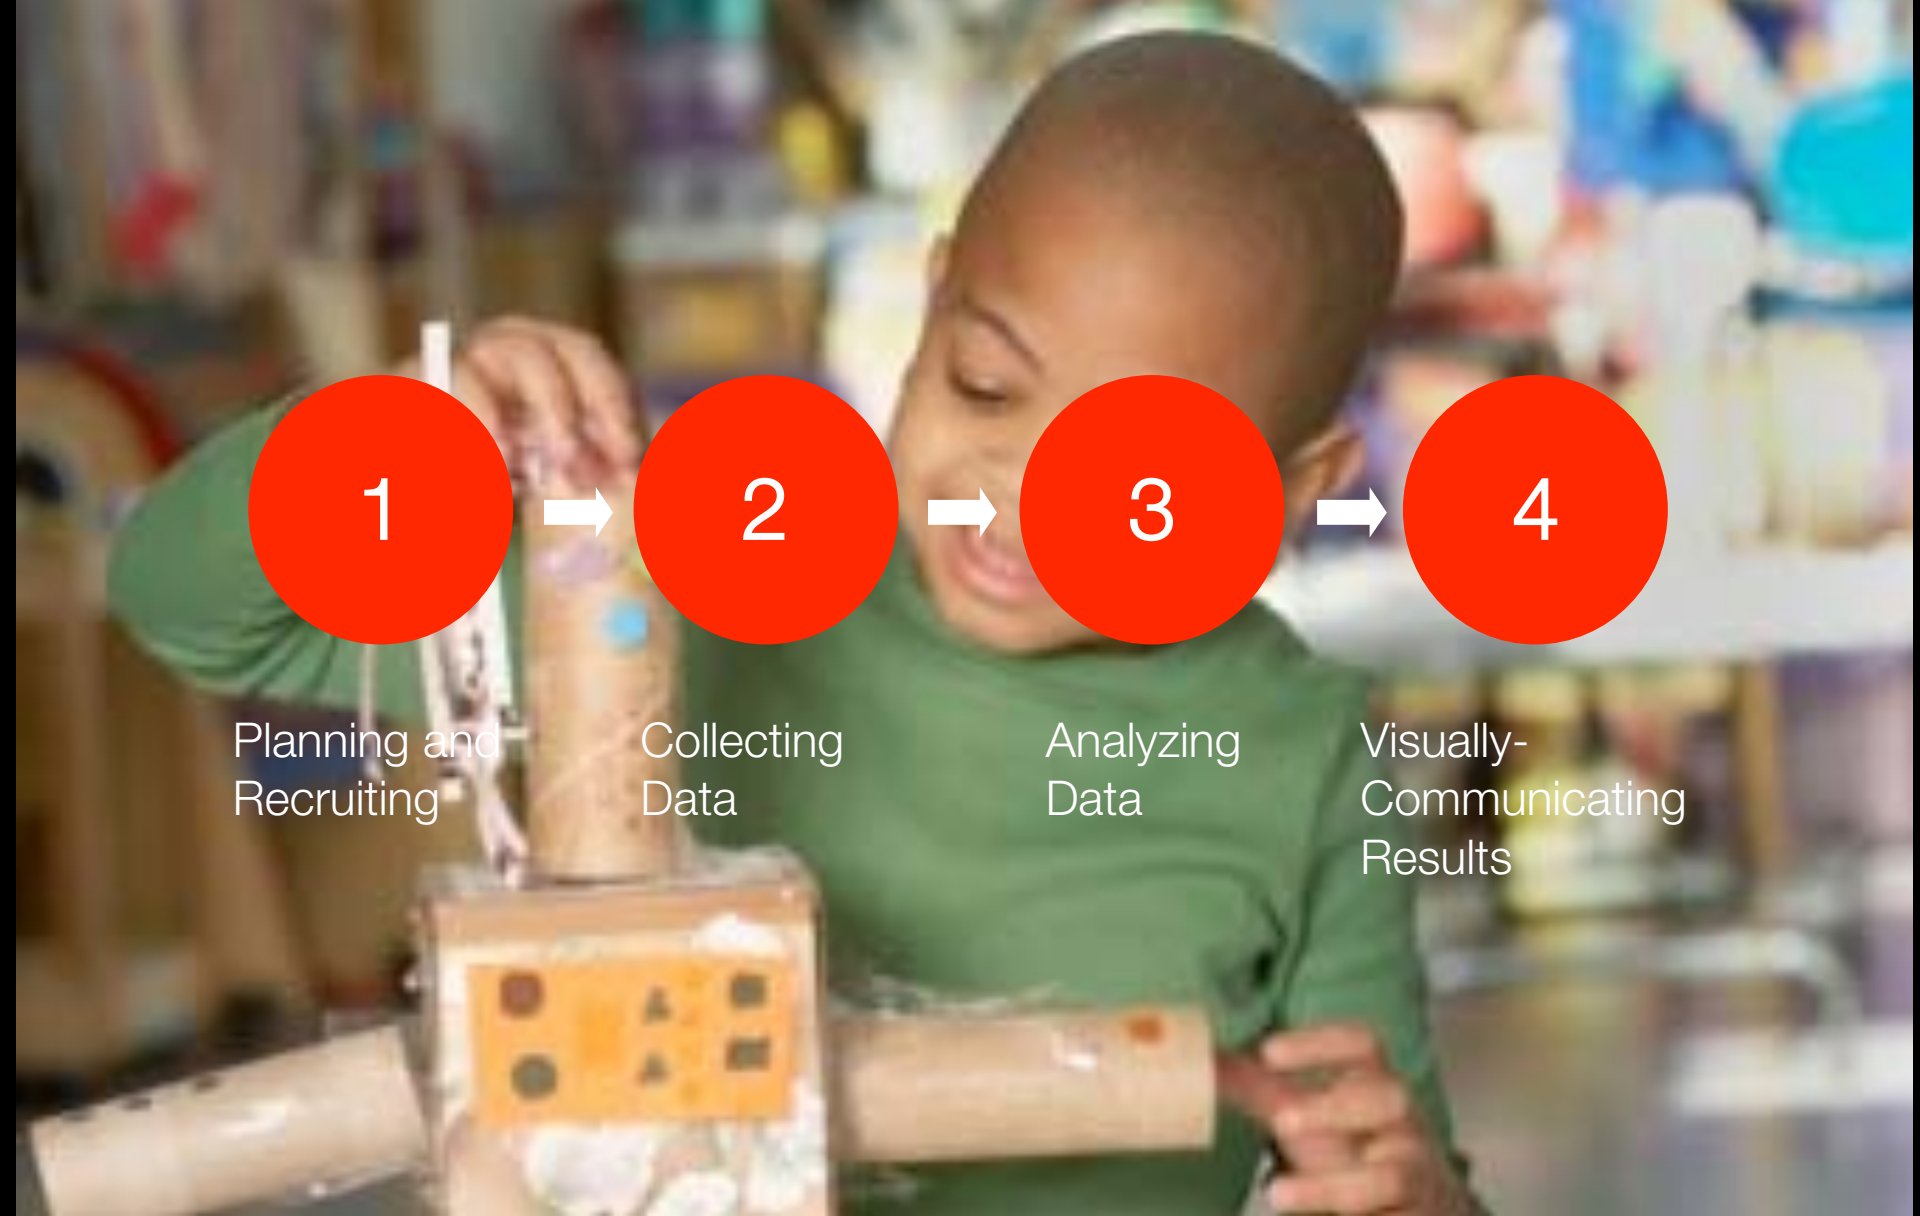 1
2
3
4
Planning and
Recruiting
Collecting
Data
Analyzing
Data
Visually-
Communicating
Results